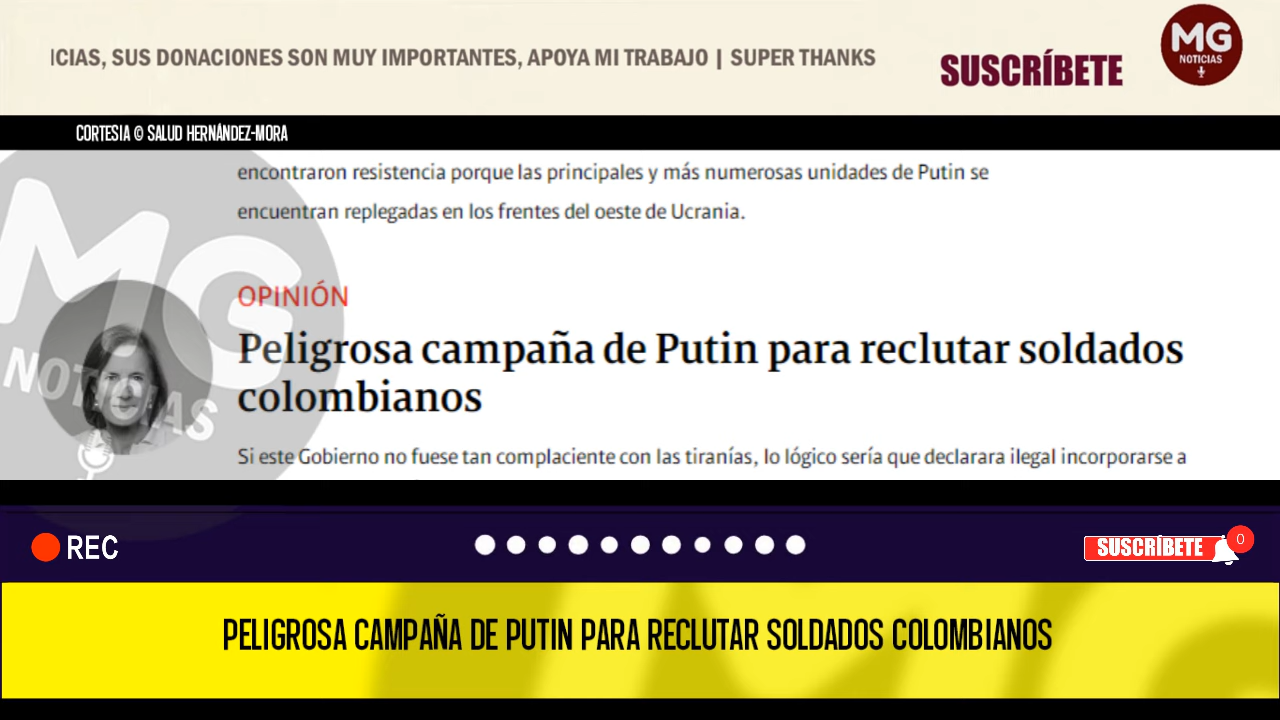 ICIAS, SUS DONACIONES SON MUY IMPORTANTES, APOYA MI TRABAJO | SUPER THANKS
SUSCRÍBETE
MG
NOTICIAS
CORTESIA © SALUD HERNÁNDEZ-MORA
encontraron resistencia porque las principales y más numerosas unidades de Putin se
encuentran replegadas en los frentes del oeste de Ucrania.
MG
NOTICIAS
OPINIÓN
Peligrosa campaña de Putin para reclutar soldados
colombianos
Si este Gobierno no fuese tan complaciente con las tiranías, lo lógico sería que declarara ilegal incorporarse a
REC
SUSCRÍBETE
0
PELIGROSA CAMPAÑA DE PUTIN PARA RECLUTAR SOLDADOS COLOMBIANOS